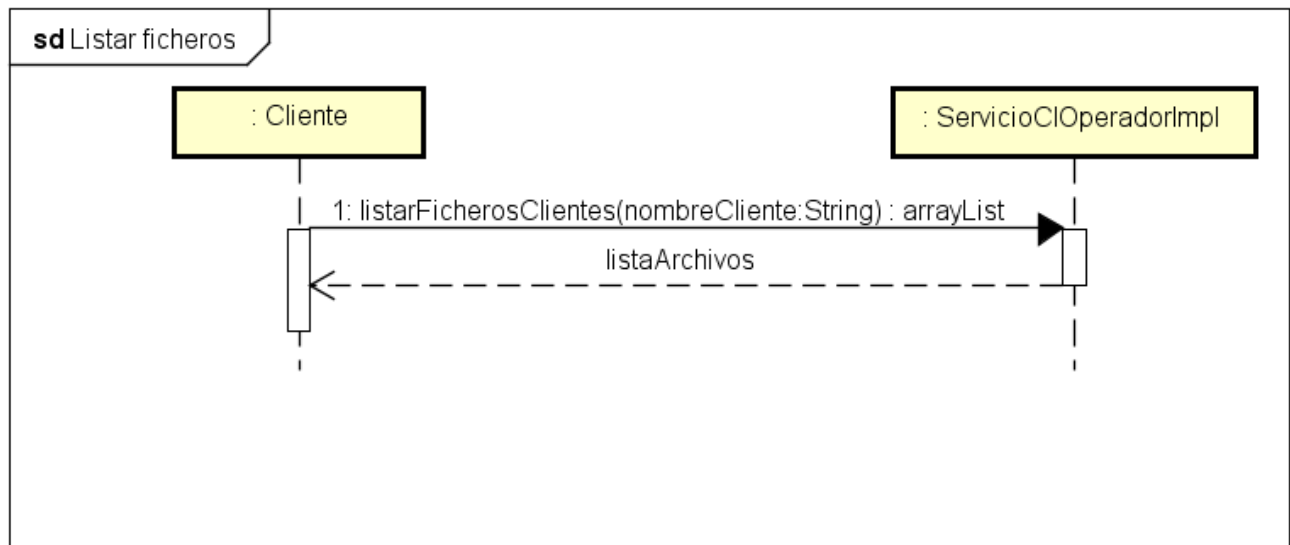 sd Listar ficheros
: Cliente
: ServicioClOperadorImpl
1: listarFicherosClientes(nombreCliente:String) : arrayList
listaArchivos